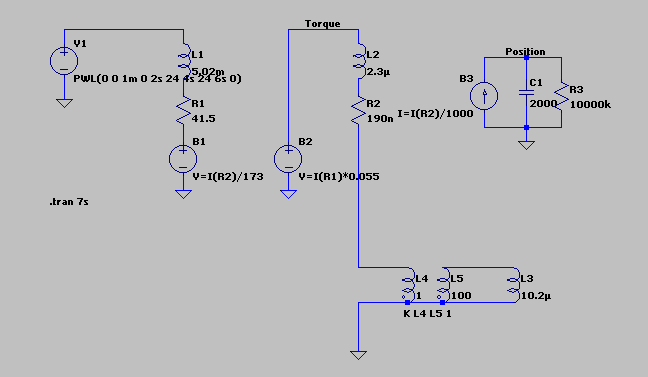 V1
PWL(0 0 1m 0 2s 24 4s 24 6s 0)
L1
5.02m
R1
41.5
B1
V=I(R2)/173
.tran 7s
Torque
B2
V=I(R1)*0.055
L2
2.3µ
R2
190n
Position
B3
I=I(R2)/1000
C1
2000
R3
10000k
L4
1
L5
100
L3
10.2µ
K L4 L5 1